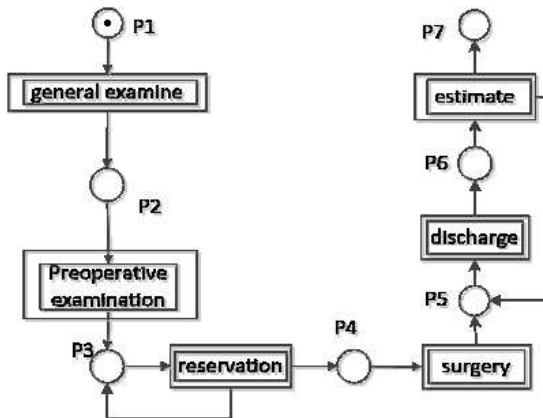 P1
general examine
P2
Preoperative
examination
P3
reservation
P4
surgery
P5
discharge
P6
estimate
P7